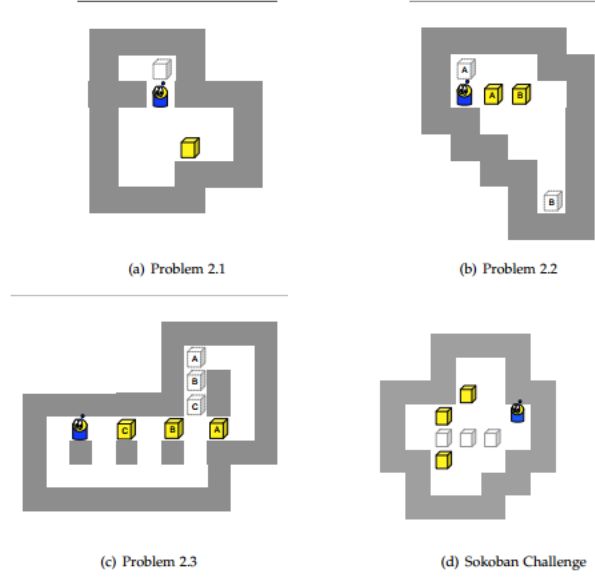 A
A
B
B
(a) Problem 2.1
(b) Problem 2.2
A
B
C
C
B
A
(c) Problem 2.3
(d) Sokoban Challenge